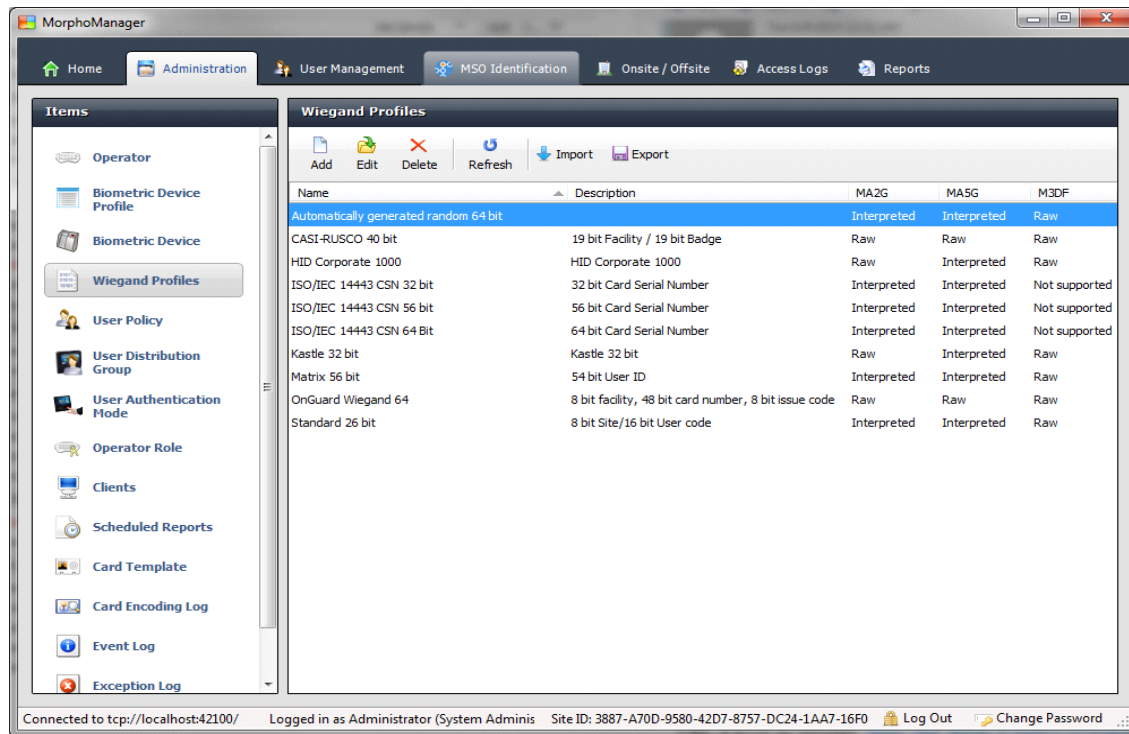 MorphoManager
Home Administration User Management MSO Identification Onsite / Offsite Access Logs Reports
Items
Operator
Biometric Device
Profile
Biometric Device
Wiegand Profiles
User Policy
User Distribution
Group
User Authentication
Mode
Operator Role
Clients
Scheduled Reports
Card Template
Card Encoding Log
Event Log
Exception Log
Wiegand Profiles
Add Edit Delete Refresh Import Export
Name Description MA2G MA5G M3DF
Automatically generated random 64 bit Interpreted Interpreted Raw
CASI-RUSCO 40 bit 19 bit Facility / 19 bit Badge Raw Raw Raw
HID Corporate 1000 HID Corporate 1000 Raw Interpreted Raw
ISO/IEC 14443 CSN 32 bit 32 bit Card Serial Number Interpreted Interpreted Not supported
ISO/IEC 14443 CSN 56 bit 56 bit Card Serial Number Interpreted Interpreted Not supported
ISO/IEC 14443 CSN 64 Bit 64 bit Card Serial Number Interpreted Interpreted Not supported
Kastle 32 bit Kastle 32 bit Raw Interpreted Raw
Matrix 56 bit 54 bit User ID Interpreted Interpreted Raw
OnGuard Wiegand 64 8 bit facility, 48 bit card number, 8 bit issue code Raw Raw Raw
Standard 26 bit 8 bit Site/16 bit User code Interpreted Interpreted Raw
Connected to tcp://localhost:42100/ Logged in as Administrator (System Adminis Site ID: 3887-A70D-9580-42D7-8757-DC24-1AA7-16F0 Log Out Change Password